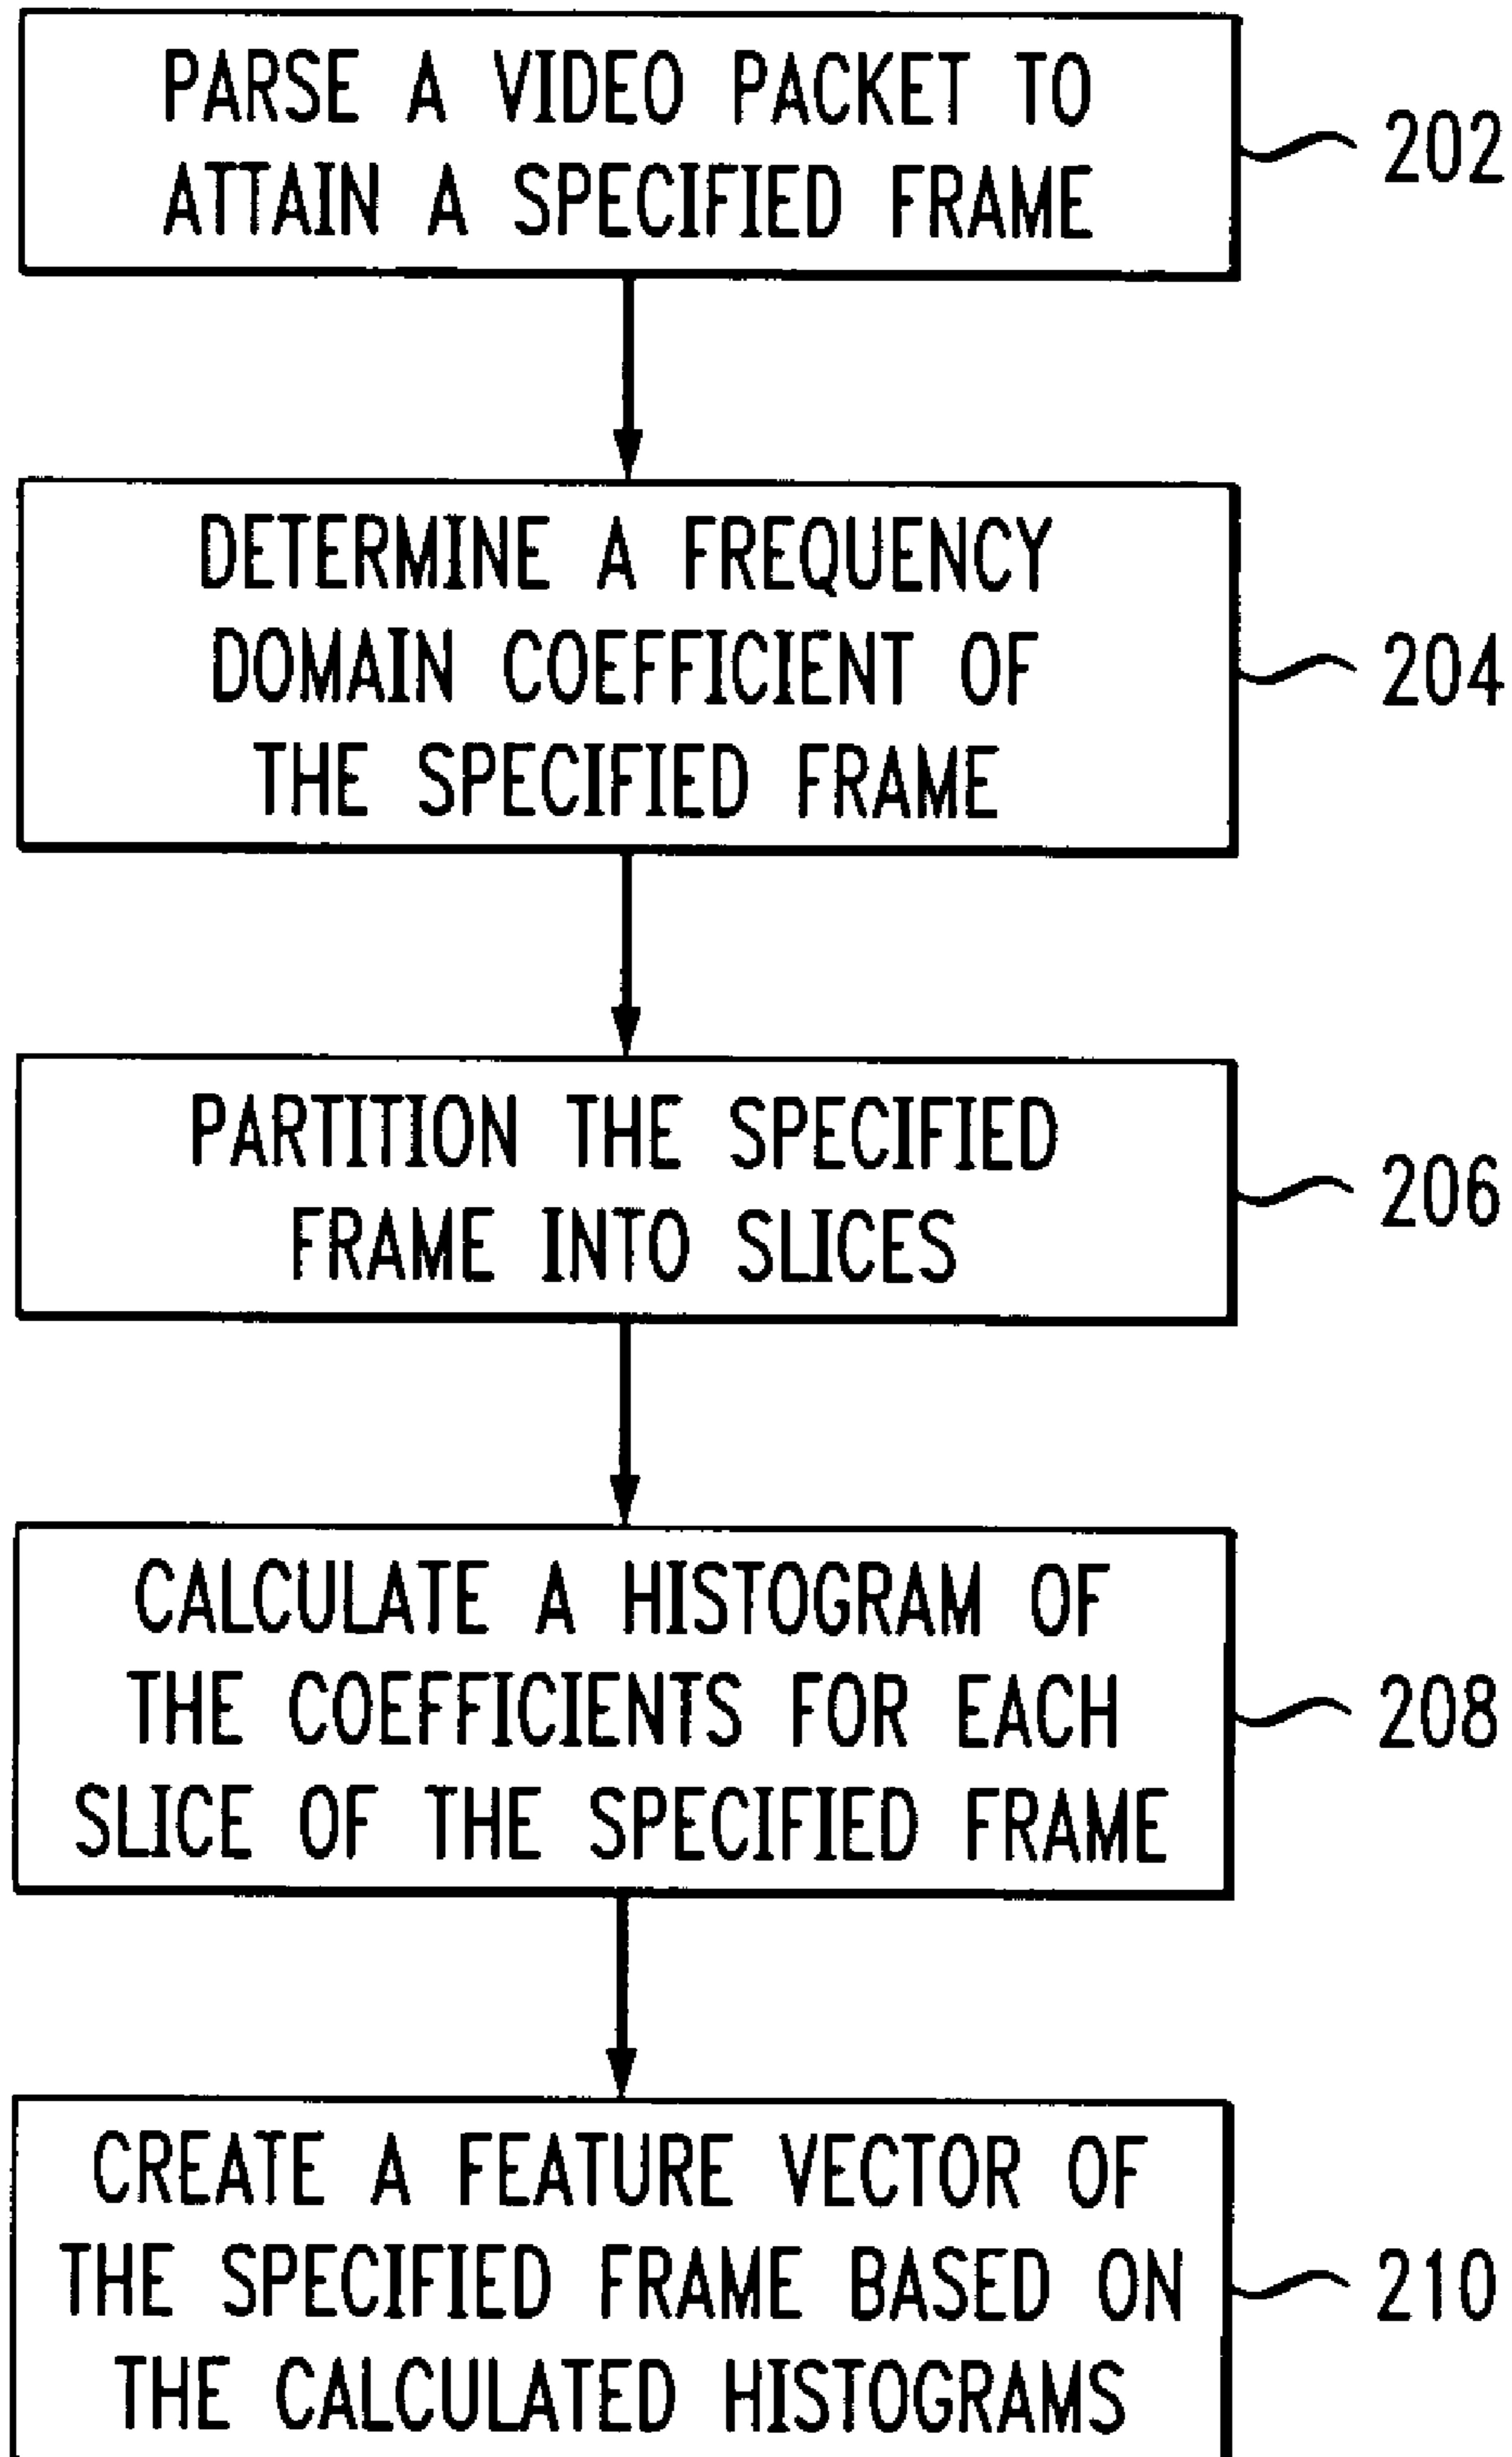 PARSE A VIDEO PACKET TO
ATTAIN A SPECIFIED FRAME
202
DETERMINE A FREQUENCY
DOMAIN COEFFICIENT OF
THE SPECIFIED FRAME
204
PARTITION THE SPECIFIED
FRAME INTO SLICES
206
CALCULATE A HISTOGRAM OF
THE COEFFICIENTS FOR EACH
SLICE OF THE SPECIFIED FRAME
208
CREATE A FEATURE VECTOR OF
THE SPECIFIED FRAME BASED ON
THE CALCULATED HISTOGRAMS
210